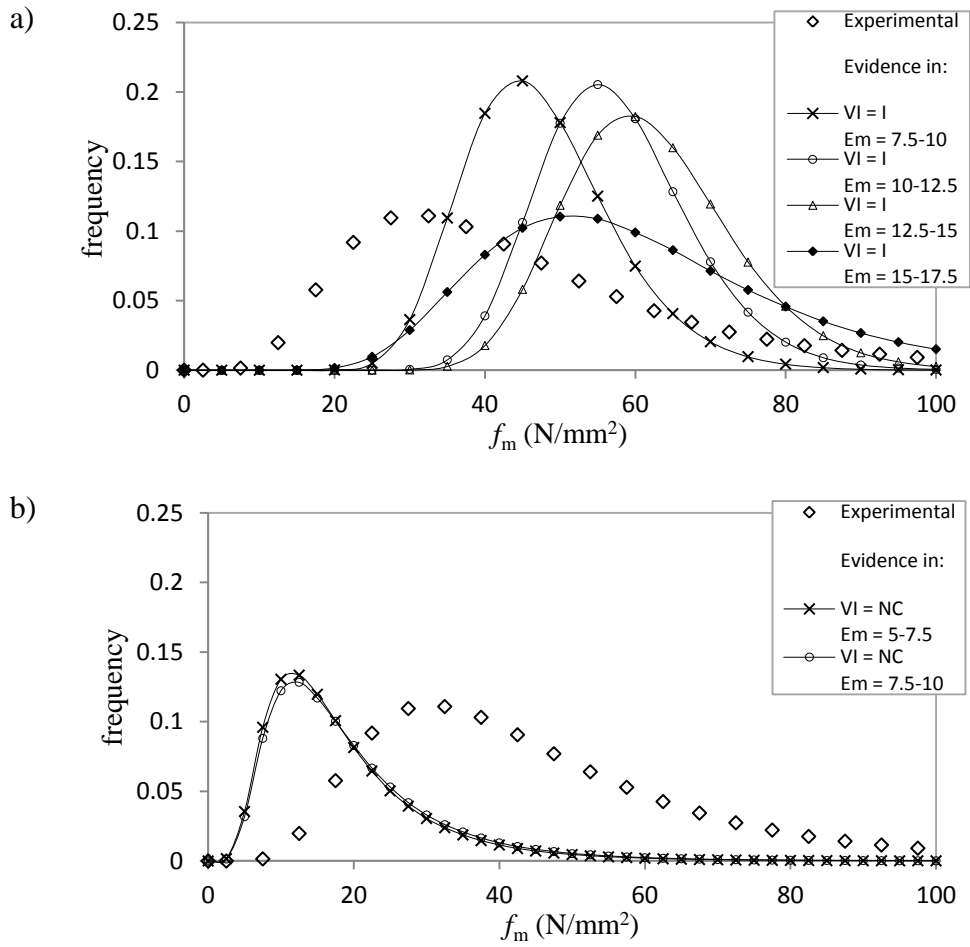 a)
0.25
0.2
0.15
0.1
0.05
0
frequency
0
20
40
60
80
100
fm (N/mm²)
Experimental
Evidence in:
VI = I
Em = 7.5-10
VI = I
Em = 10-12.5
VI = I
Em = 12.5-15
VI = I
Em = 15-17.5
b)
0.25
0.2
0.15
0.1
0.05
0
frequency
0
20
40
60
80
100
fm (N/mm²)
Experimental
Evidence in:
VI = NC
Em = 5-7.5
VI = NC
Em = 7.5-10